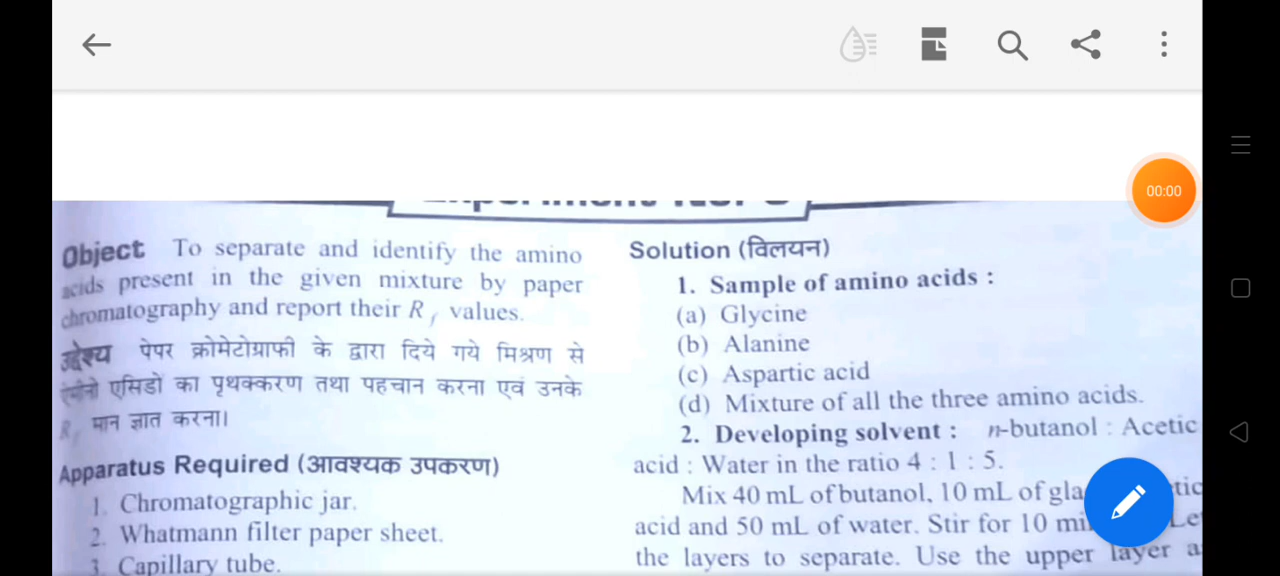 00:00
Object To separate and identify the amino
acids present in the given mixture by paper
chromatography and report their R f values.
उद्देश्य पेपर क्रोमेटोग्राफी के द्वारा दिये गये मिश्रण से
एमीनो एसिडों का पृथक्करण तथा पहचान करना एवं उनके
R f मान ज्ञात करना।
Apparatus Required (आवश्यक उपकरण)
1. Chromatographic jar.
2. Whatmann filter paper sheet.
3. Capillary tube.
Solution (विलयन)
1. Sample of amino acids :
(a) Glycine
(b) Alanine
(c) Aspartic acid
(d) Mixture of all the three amino acids.
2. Developing solvent : n-butanol : Acetic
acid : Water in the ratio 4 : 1 : 5.
Mix 40 mL of butanol, 10 mL of
acid and 50 mL of water. Stir for 10
the layers to separate. Use the upper layer